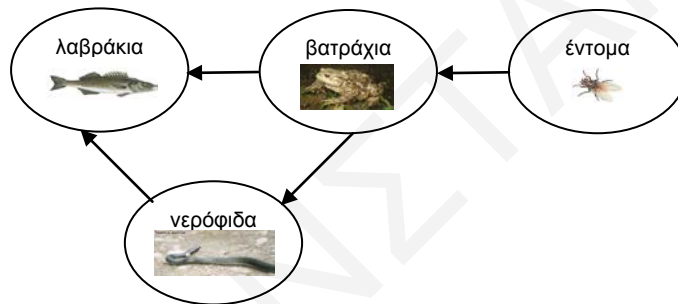 λαβράκια
βατράχια
έντομα
νερόφιδα